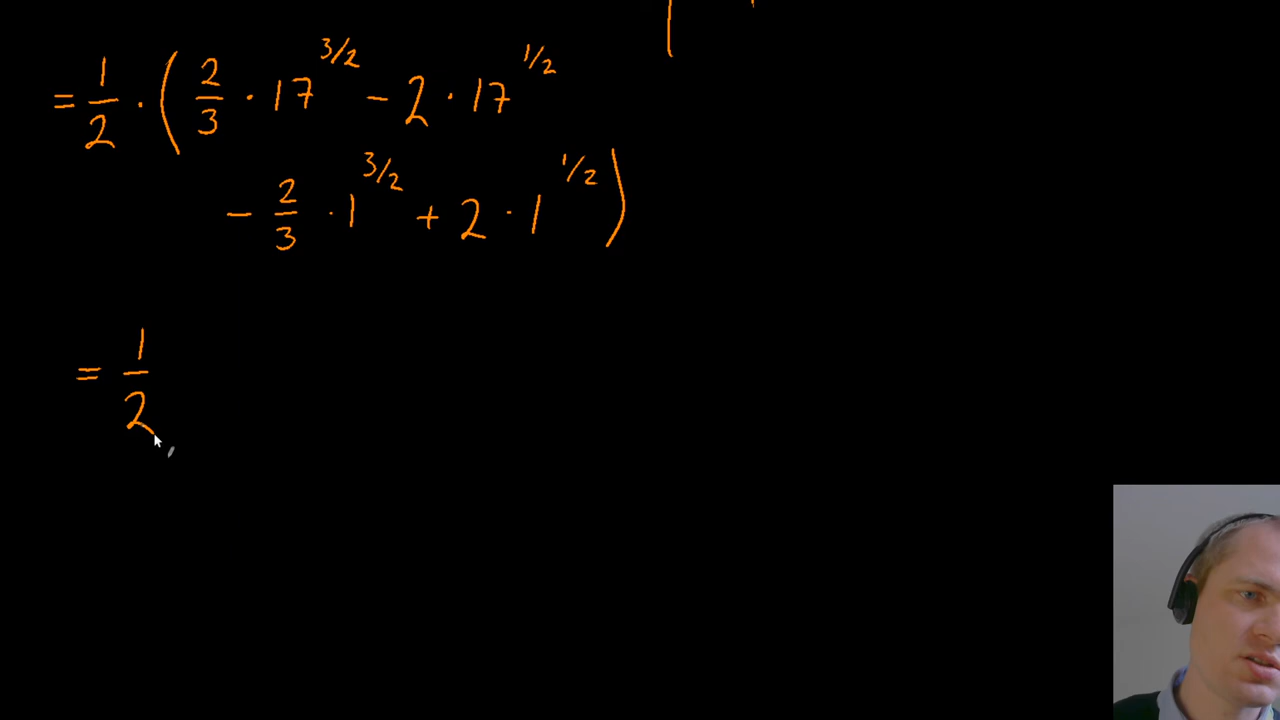 = 1/2 · ( 2/3 · 17^{3/2} - 2 · 17^{1/2}
- 2/3 · 1^{3/2} + 2 · 1^{1/2} )
= 1/2